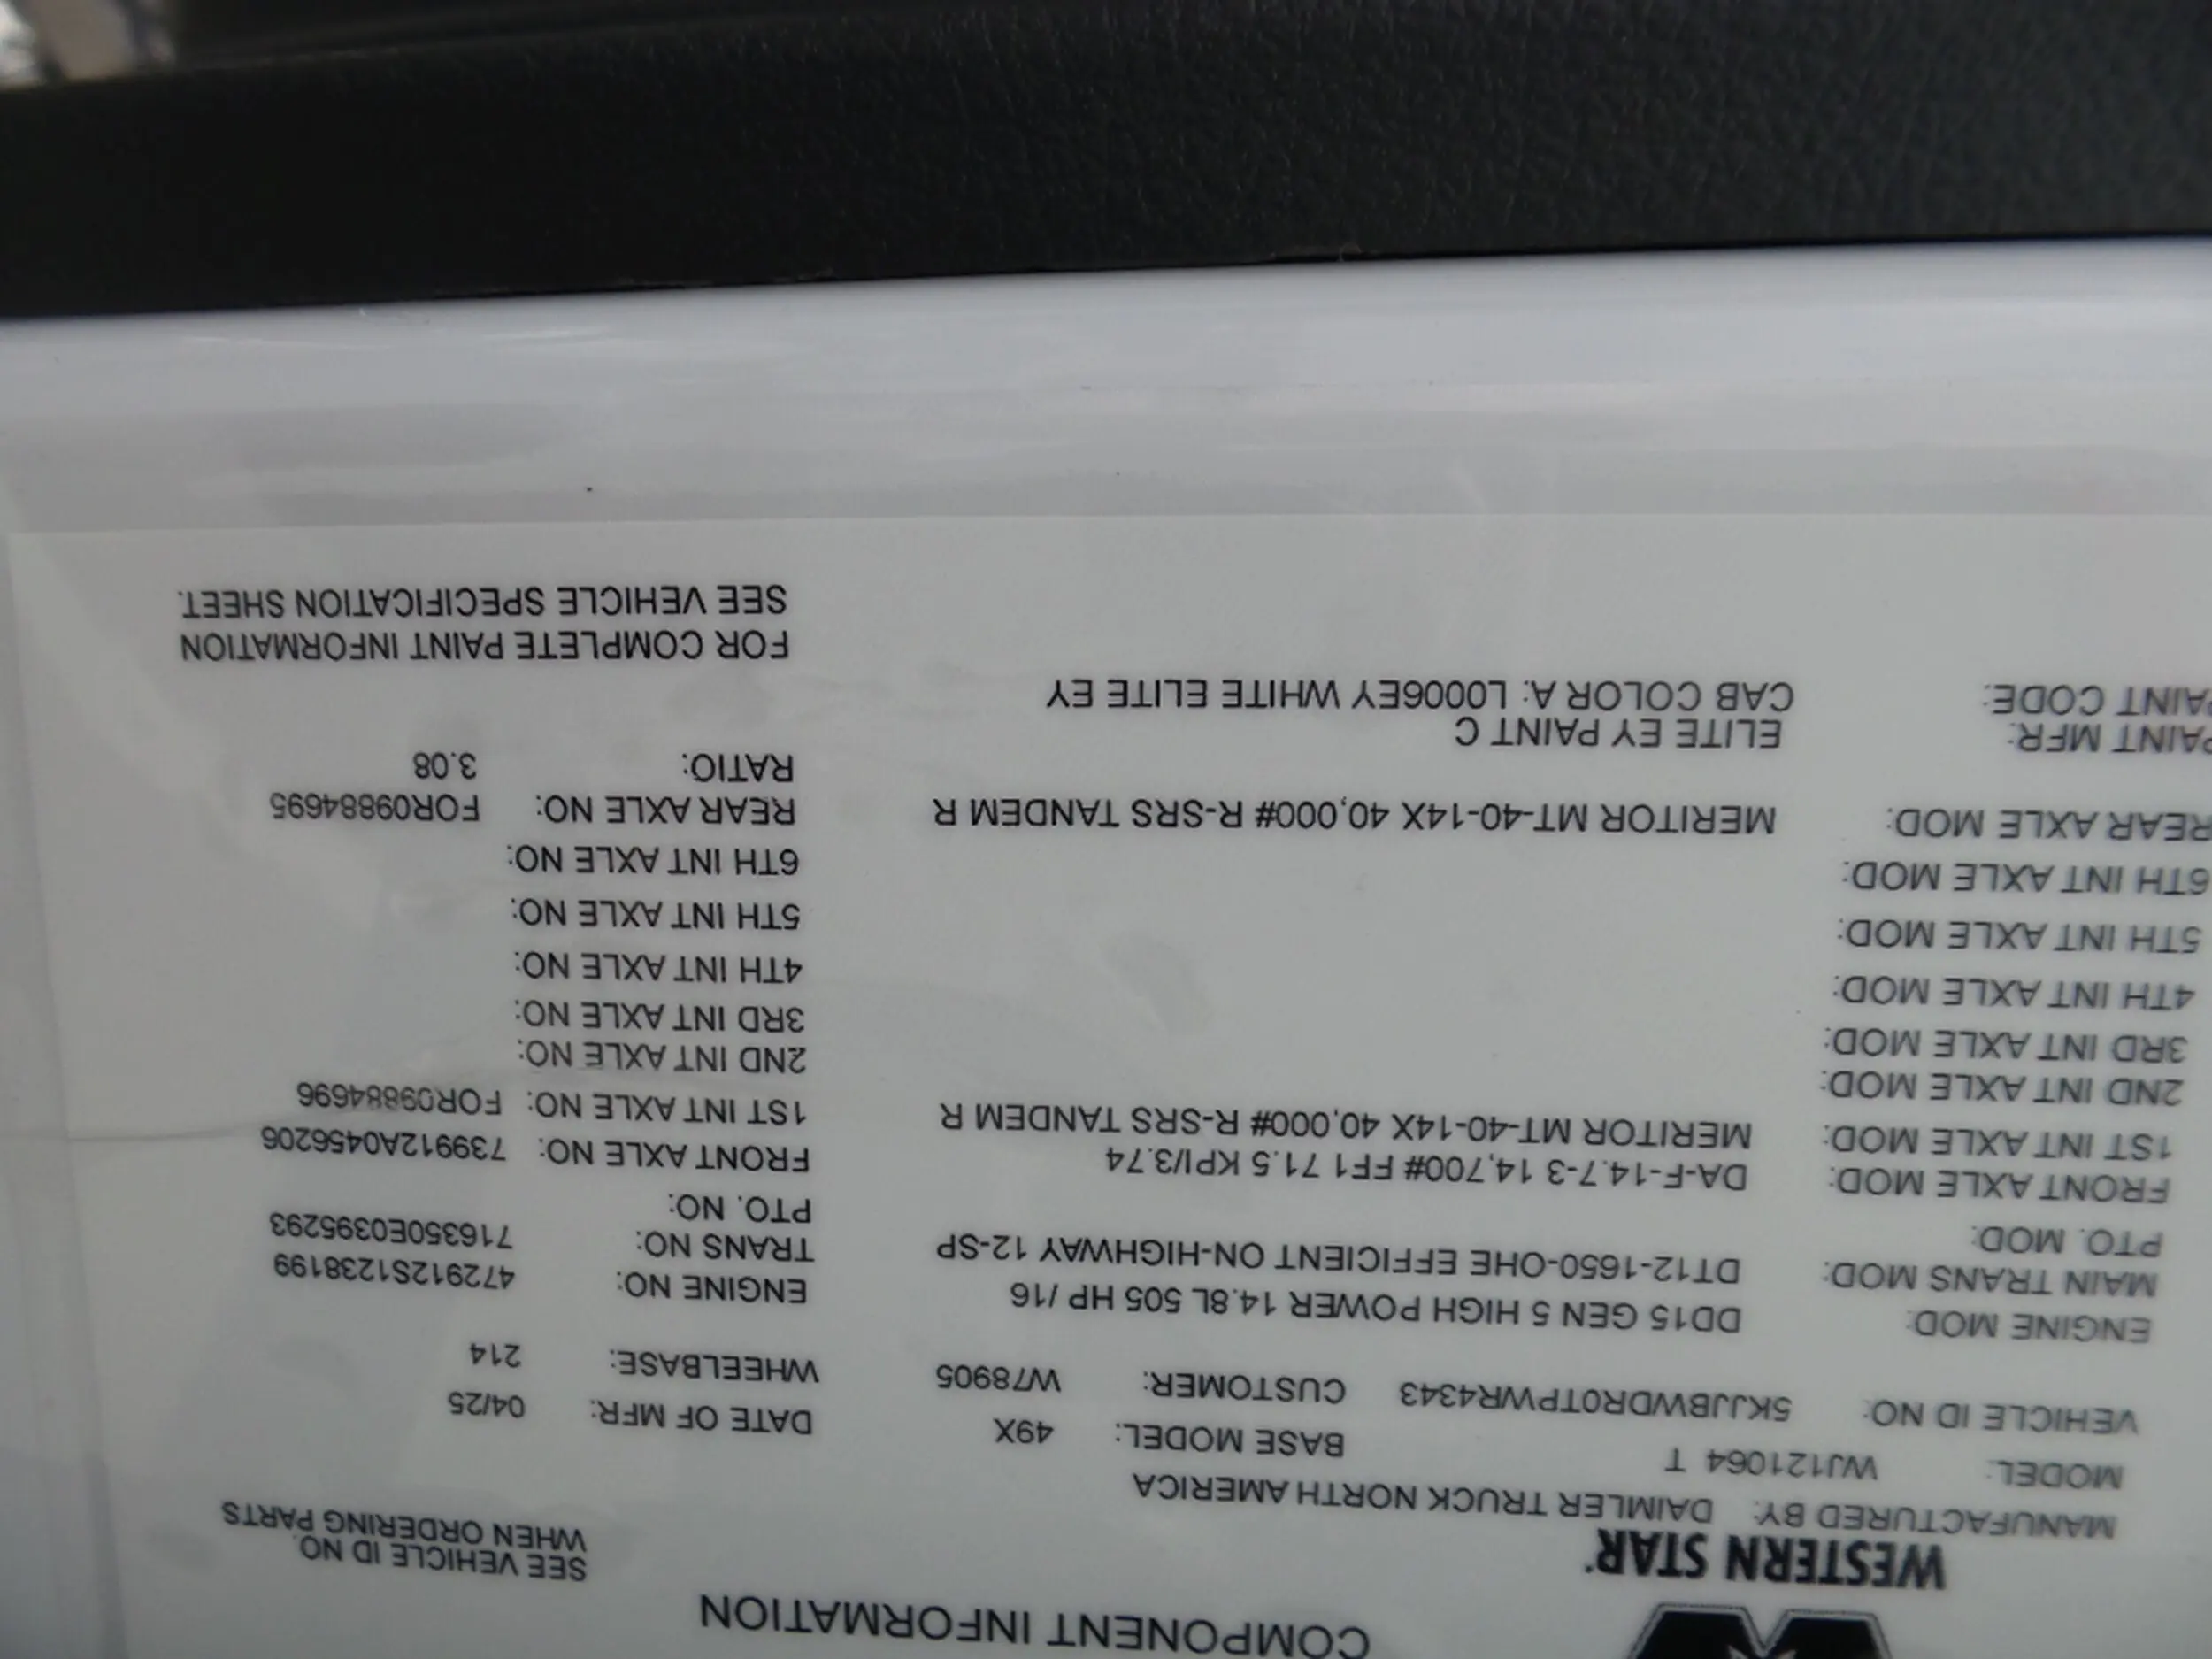 COMPONENT INFORMATION
WESTERN STAR
SEE VEHICLE ID NO.
WHEN ORDERING PARTS
MANUFACTURED BY: DAIMLER TRUCK NORTH AMERICA
MODEL: WJ121064 T BASE MODEL: 49X DATE OF MFR: 04/25
VEHICLE ID NO: 5KJJBWDR0TPWR4343 CUSTOMER: W78905 WHEELBASE: 214
ENGINE MOD: DD15 GEN 5 HIGH POWER 14.8L 505 HP /16 ENGINE NO: 472912S1238199
MAIN TRANS MOD: DT12-1650-OHE EFFICIENT ON-HIGHWAY 12-SP TRANS NO: 716350E0395293
PTO. MOD: PTO. NO:
FRONT AXLE MOD: DA-F-14.7-3 14,700# FF1 71.5 KPI/3.74 FRONT AXLE NO: 739912A0456206
1ST INT AXLE MOD: MERITOR MT-40-14X 40,000# R-SRS TANDEM R 1ST INT AXLE NO: FOR09884696
2ND INT AXLE MOD: 2ND INT AXLE NO:
3RD INT AXLE MOD: 3RD INT AXLE NO:
4TH INT AXLE MOD: 4TH INT AXLE NO:
5TH INT AXLE MOD: 5TH INT AXLE NO:
6TH INT AXLE MOD: 6TH INT AXLE NO:
REAR AXLE MOD: MERITOR MT-40-14X 40,000# R-SRS TANDEM R REAR AXLE NO: FOR09884695
RATIO: 3.08
PAINT MFR: ELITE EY PAINT C
PAINT CODE: CAB COLOR A: L0006EY WHITE ELITE EY
FOR COMPLETE PAINT INFORMATION
SEE VEHICLE SPECIFICATION SHEET.